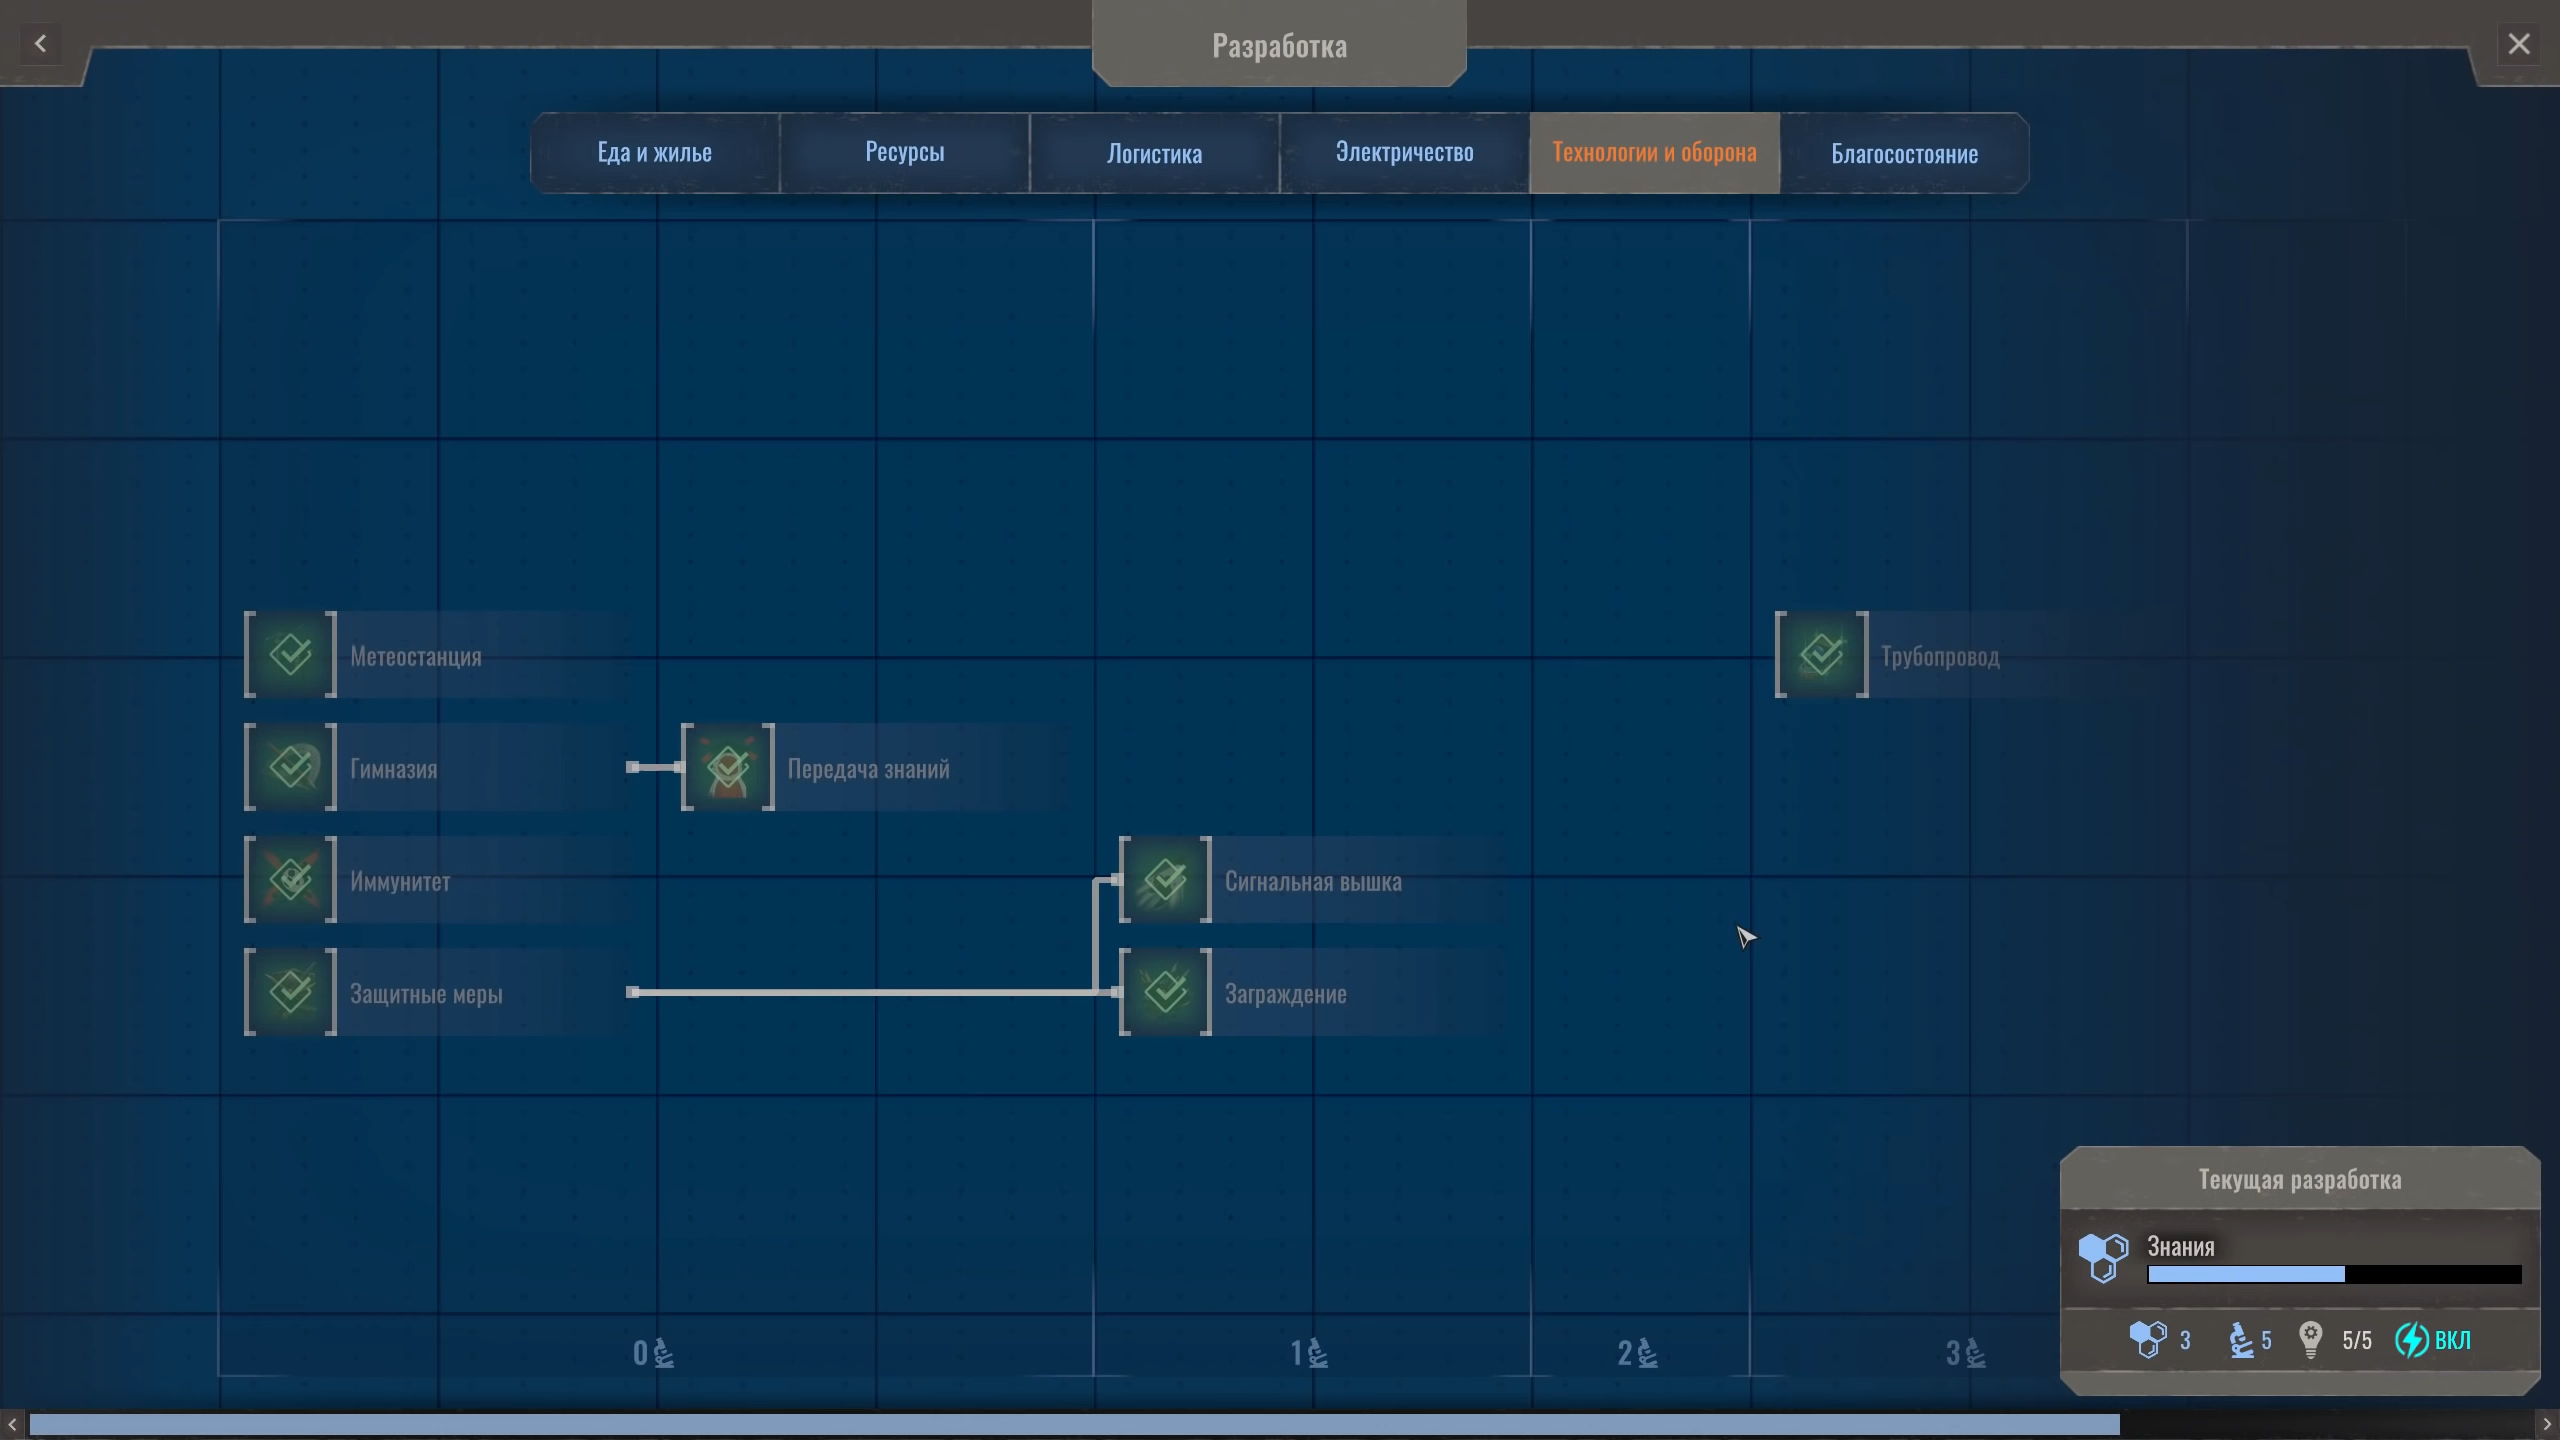 Разработка
Еда и жилье
Ресурсы
Логистика
Электричество
Технологии и оборона
Благосостояние
Метеостанция
Трубопровод
Гимназия
Передача знаний
Иммунитет
Сигнальная вышка
Защитные меры
Заграждение
Текущая разработка
Знания
3 5 5/5 ВКЛ
0
1
2
3